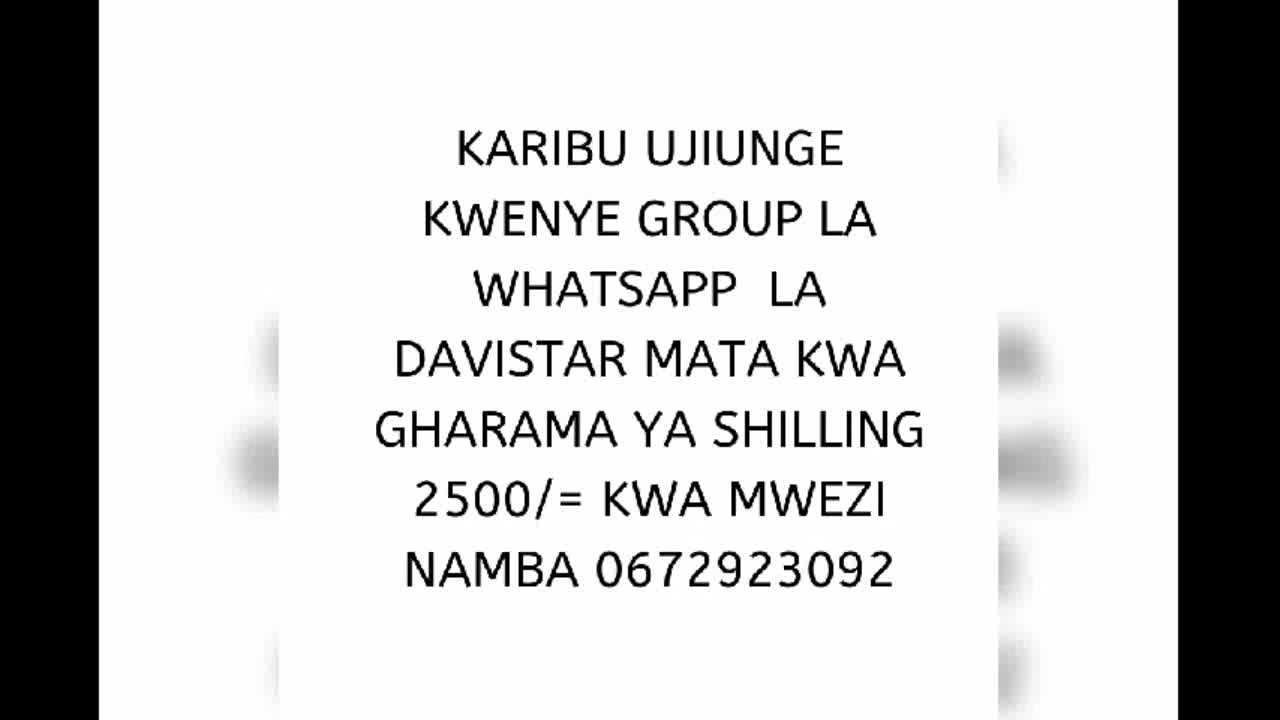 KARIBU UJIUNGE
KWENYE GROUP LA
WHATSAPP LA
DAVISTAR MATA KWA
GHARAMA YA SHILLING
2500/= KWA MWEZI
NAMBA 0672923092